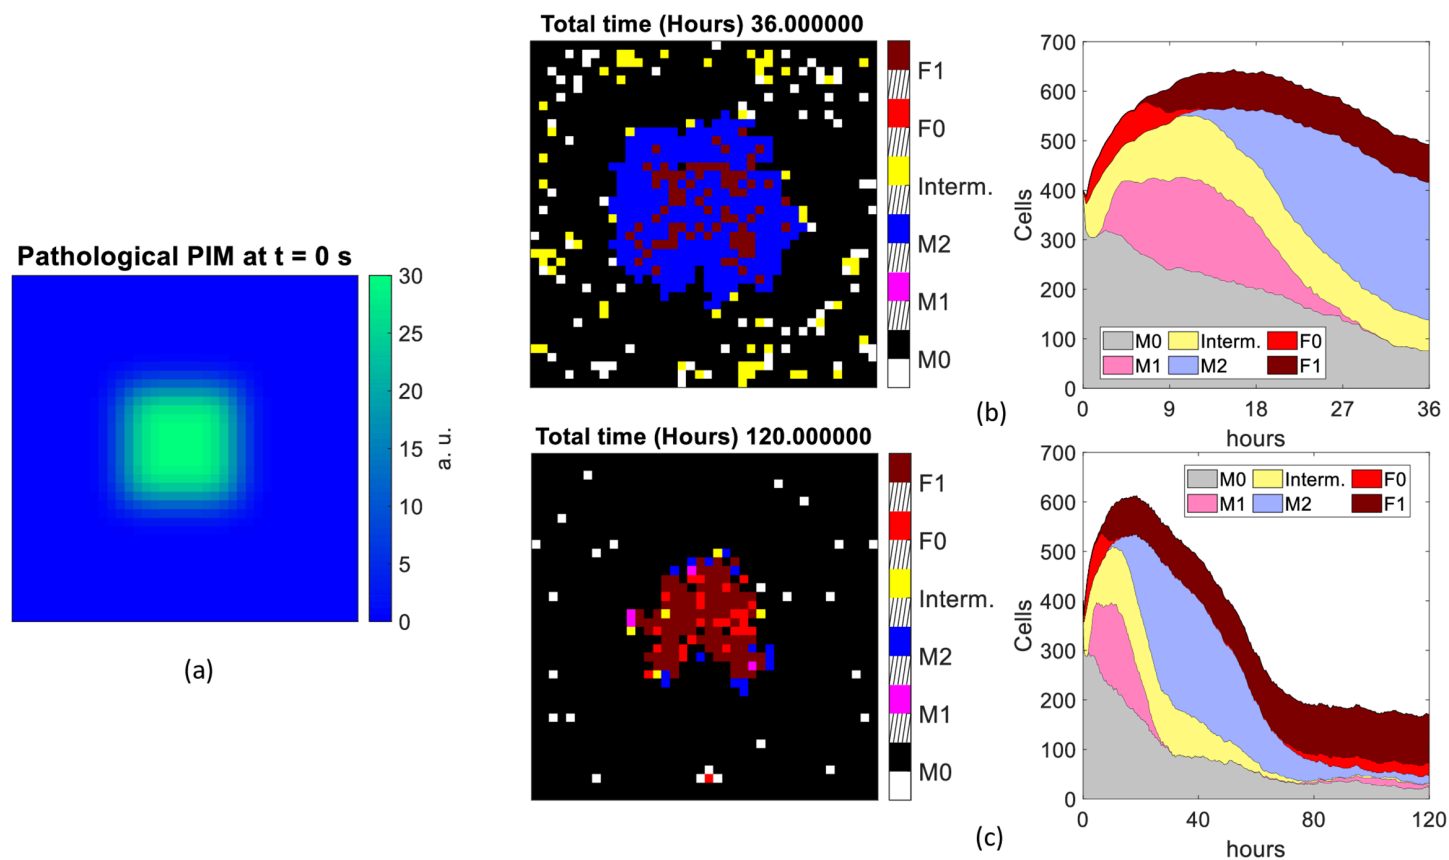 Pathological PIM at t = 0 s
30
25
20
15
10
5
0
a. u.
(a)
Total time (Hours) 36.000000
F1
F0
Interm.
M2
M1
M0
700
600
500
400
300
200
100
0
Cells
M0 Interm. F0
M1 M2 F1
0 9 18 27 36
hours
(b)
Total time (Hours) 120.000000
F1
F0
Interm.
M2
M1
M0
700
600
500
400
300
200
100
0
Cells
M0 Interm. F0
M1 M2 F1
0 40 80 120
hours
(c)